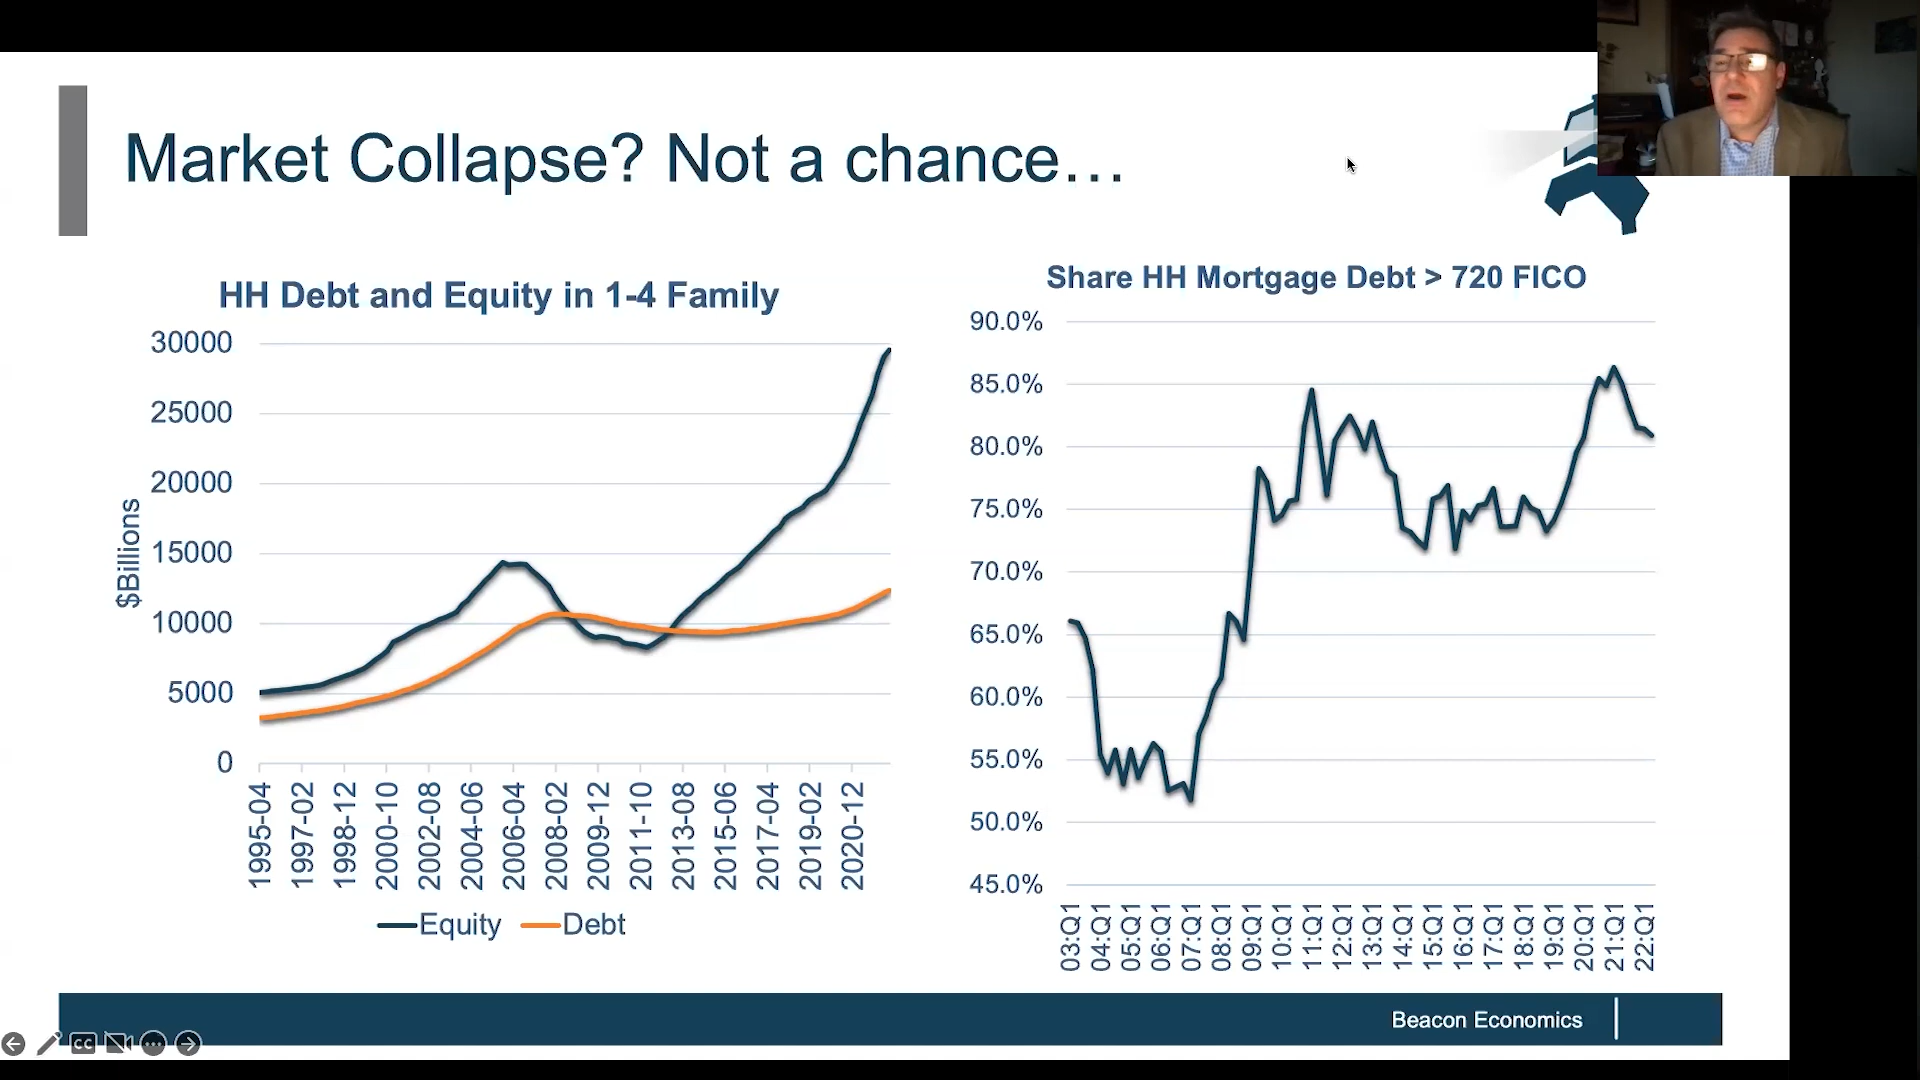 Market Collapse? Not a chance…
HH Debt and Equity in 1-4 Family
$Billions
30000
25000
20000
15000
10000
5000
0
1995-04
1997-02
1998-12
2000-10
2002-08
2004-06
2006-04
2008-02
2009-12
2011-10
2013-08
2015-06
2017-04
2019-02
2020-12
Equity
Debt
Share HH Mortgage Debt > 720 FICO
90.0%
85.0%
80.0%
75.0%
70.0%
65.0%
60.0%
55.0%
50.0%
45.0%
03:Q1
04:Q1
05:Q1
06:Q1
07:Q1
08:Q1
09:Q1
10:Q1
11:Q1
12:Q1
13:Q1
14:Q1
15:Q1
16:Q1
17:Q1
18:Q1
19:Q1
20:Q1
21:Q1
22:Q1
Beacon Economics
CC